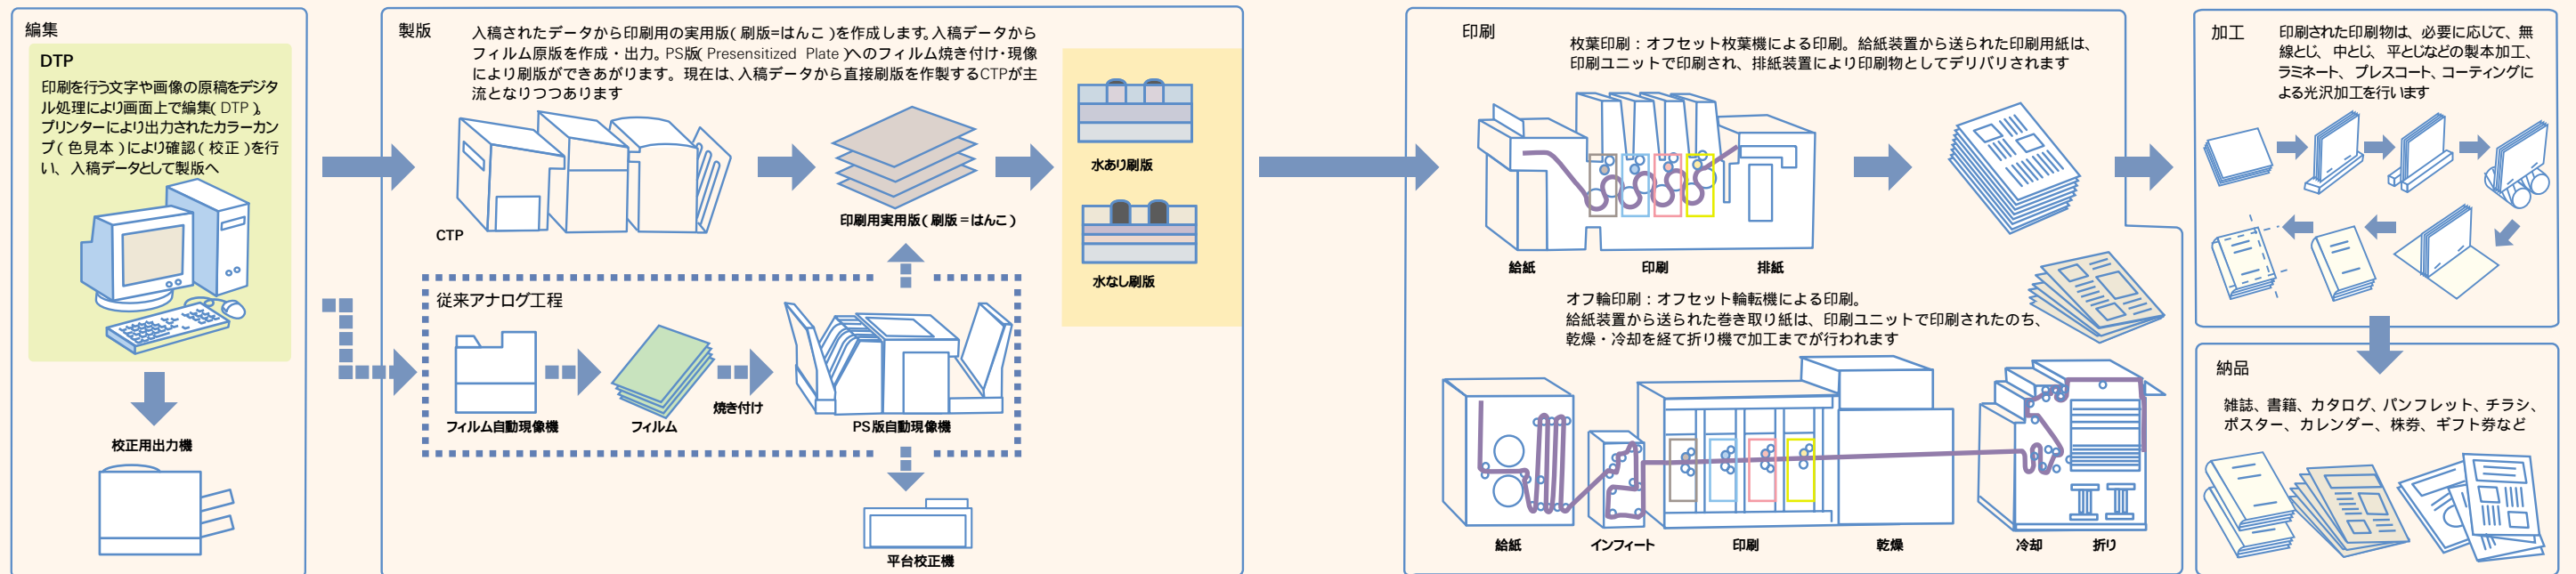 編集
DTP
印刷を行う文字や画像の原稿をデジタ
ル処理により画面上で編集(DTP)。
プリンターにより出力されたカラーカン
プ(色見本)により確認(校正)を行
い、入稿データとして製版へ
校正用出力機
製版
入稿されたデータから印刷用の実用版(刷版=はんこ)を作成します。入稿データから
フィルム原版を作成・出力。PS版(Presensitized Plate)へのフィルム焼き付け・現像
により刷版ができあがります。現在は、入稿データから直接刷版を作製するCTPが主
流となりつつあります
CTP
印刷用実用版(刷版=はんこ)
水あり刷版
水なし刷版
従来アナログ工程
フィルム自動現像機
フィルム
焼き付け
PS版自動現像機
平台校正機
印刷
枚葉印刷：オフセット枚葉機による印刷。給紙装置から送られた印刷用紙は、
印刷ユニットで印刷され、排紙装置により印刷物としてデリバリされます
給紙
印刷
排紙
オフ輪印刷：オフセット輪転機による印刷。
給紙装置から送られた巻き取り紙は、印刷ユニットで印刷されたのち、
乾燥・冷却を経て折り機で加工までが行われます
給紙
インフィート
印刷
乾燥
冷却
折り
加工
印刷された印刷物は、必要に応じて、無
線とじ、中とじ、平とじなどの製本加工、
ラミネート、プレスコート、コーティングに
よる光沢加工を行います
納品
雑誌、書籍、カタログ、パンフレット、チラシ、
ポスター、カレンダー、株券、ギフト券など